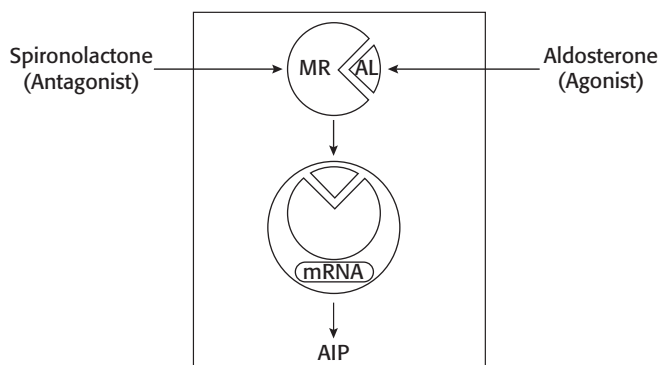 Spironolactone
(Antagonist)
MR
AL
Aldosterone
(Agonist)
mRNA
AIP